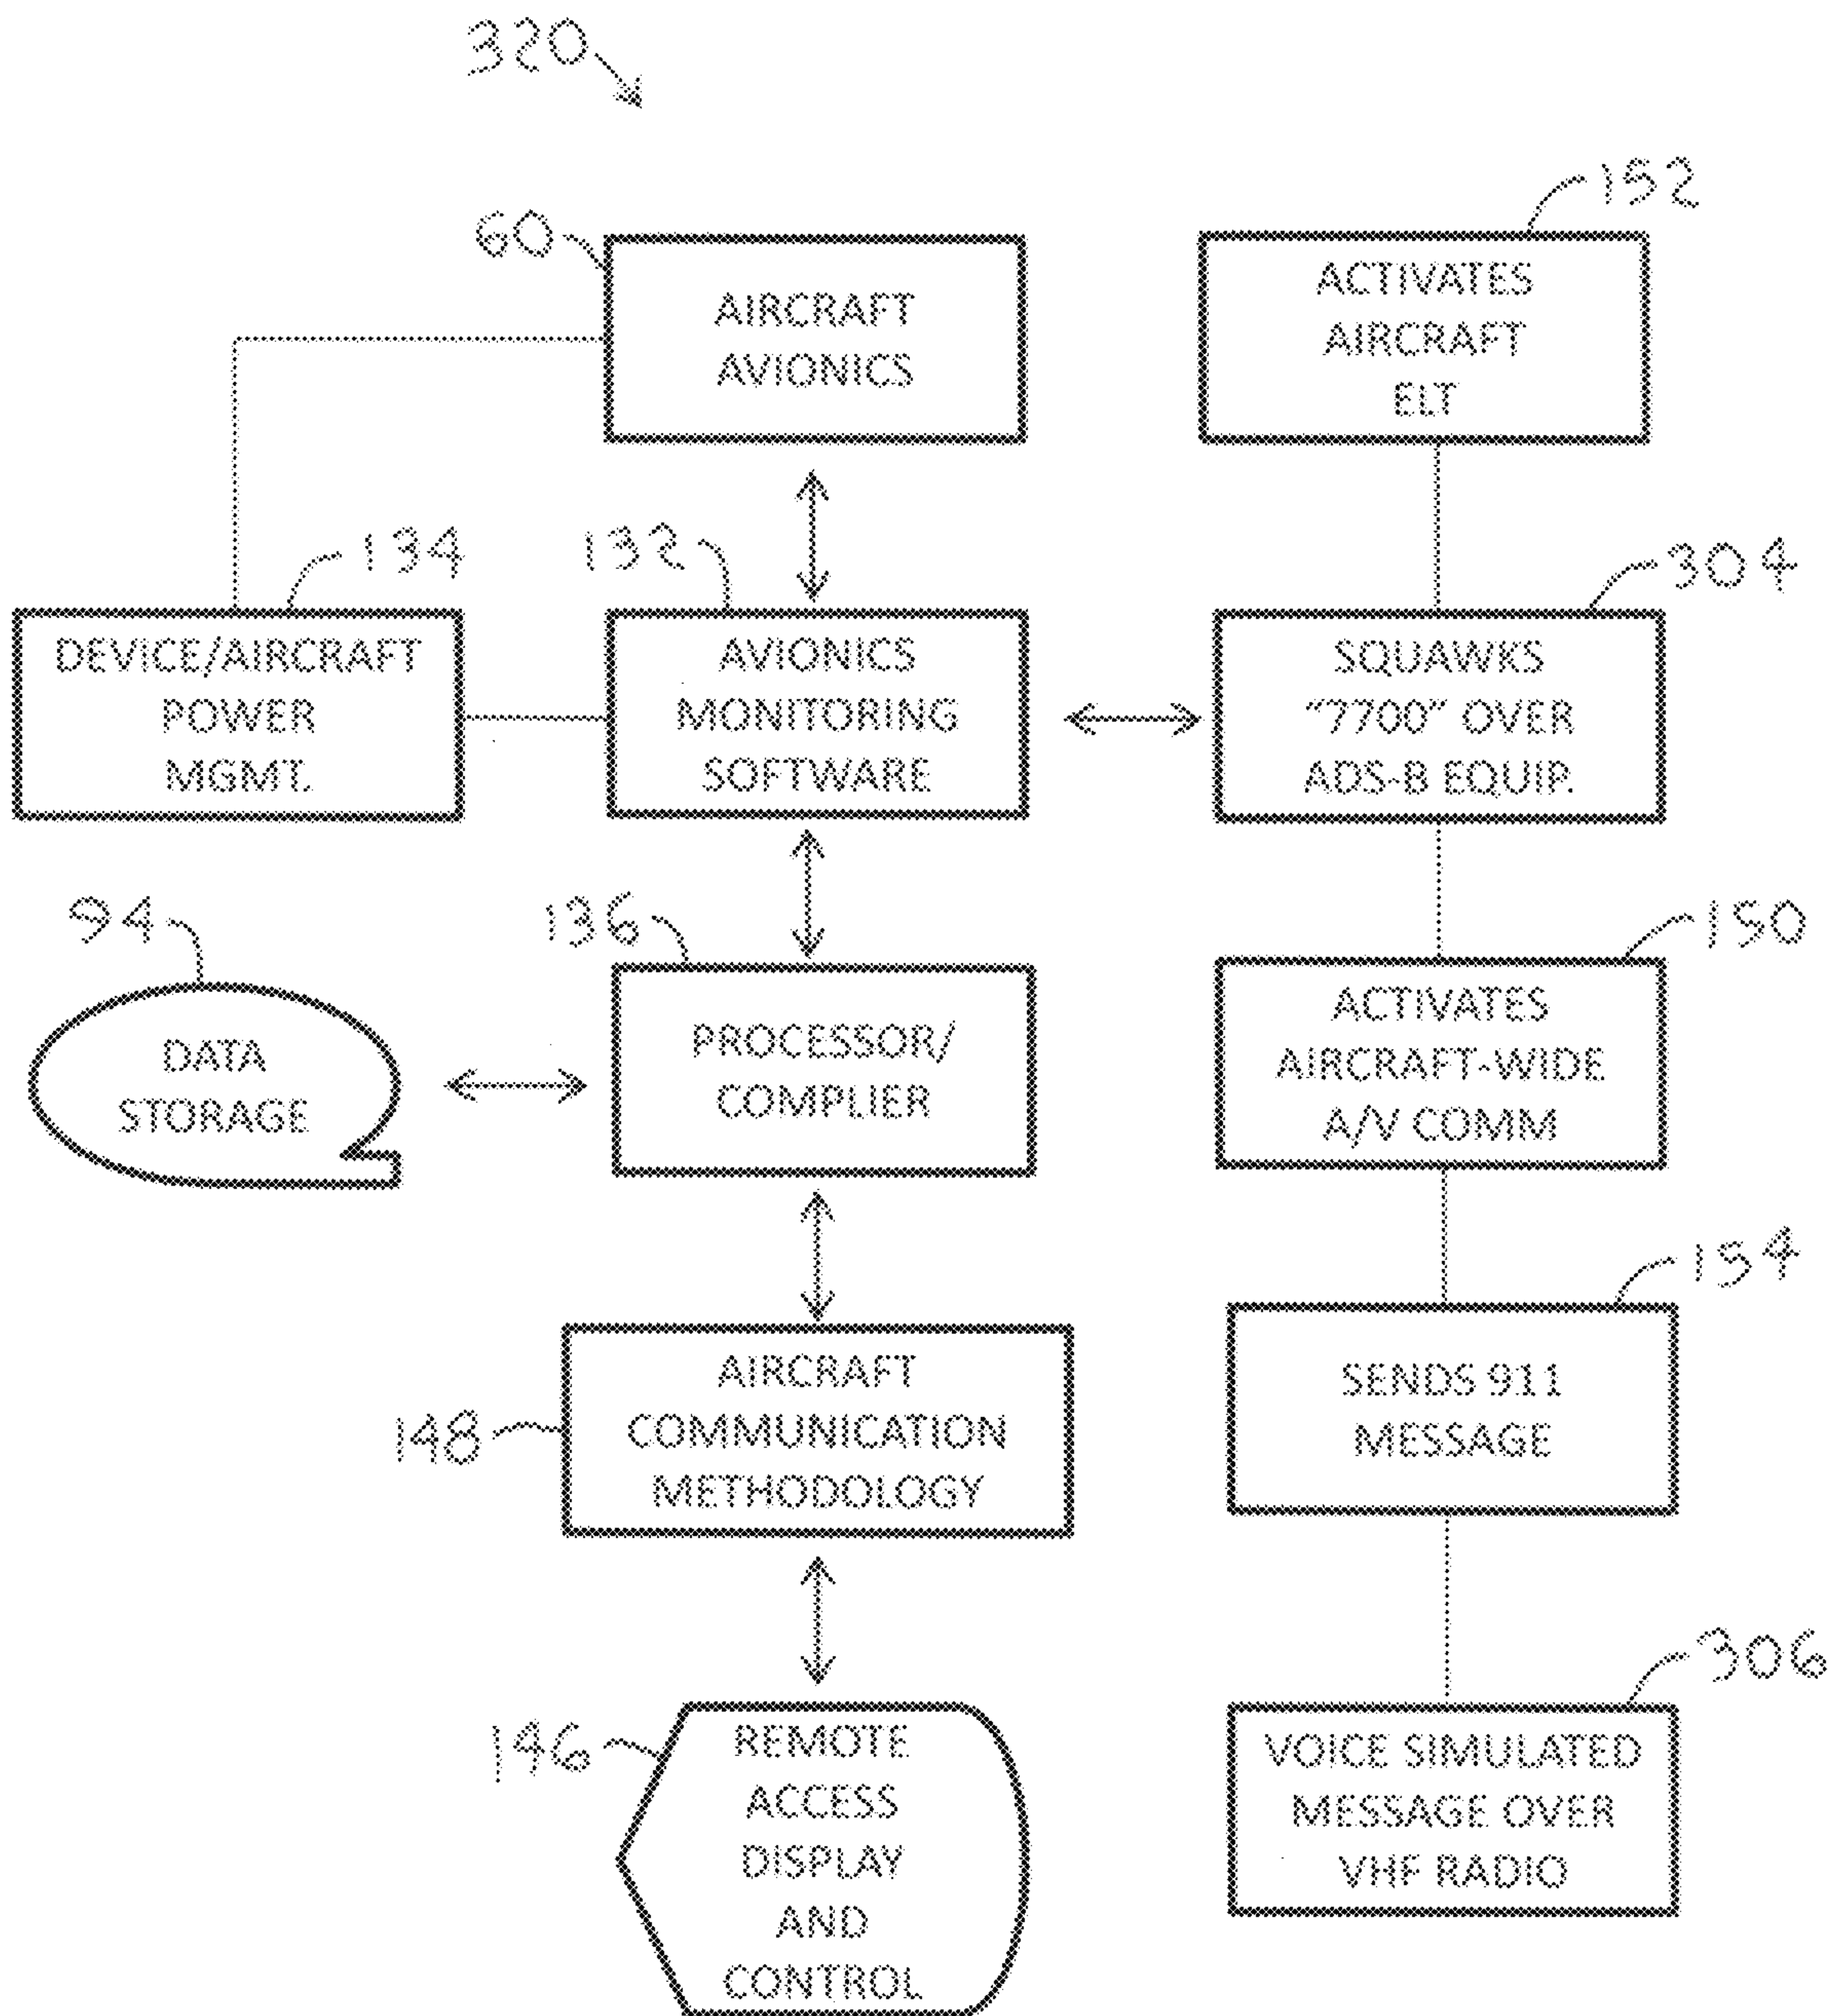 320
60
AIRCRAFT
AVIONICS
152
ACTIVATES
AIRCRAFT
ELT
134
DEVICE/AIRCRAFT
POWER
MGMT.
132
AVIONICS
MONITORING
SOFTWARE
304
SQUAWKS
“7700” OVER
ADS-B EQUIP.
94
DATA
STORAGE
136
PROCESSOR/
COMPLIER
150
ACTIVATES
AIRCRAFT-WIDE
A/V COMM
148
AIRCRAFT
COMMUNICATION
METHODOLOGY
154
SENDS 911
MESSAGE
146
REMOTE
ACCESS
DISPLAY
AND
CONTROL
306
VOICE SIMULATED
MESSAGE OVER
VHF RADIO